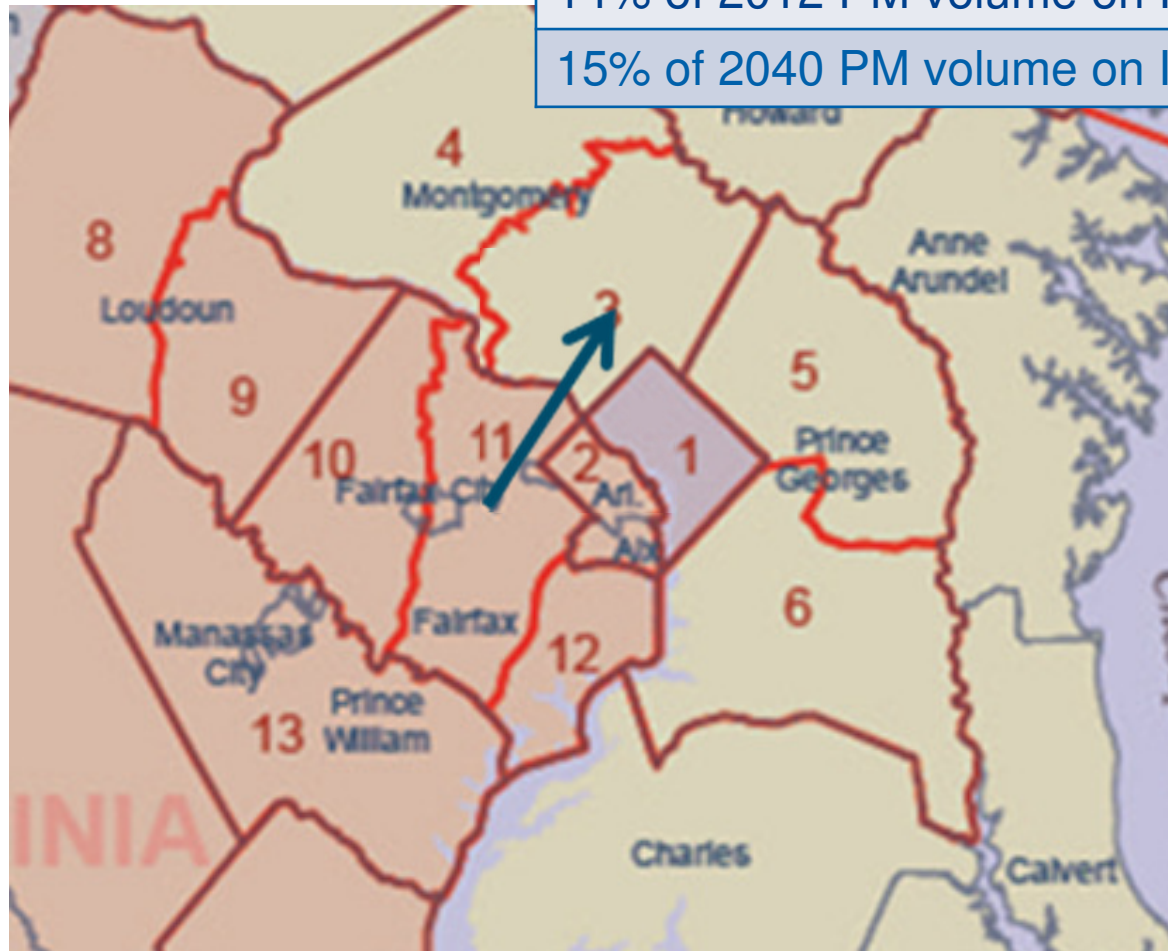 15% of 2040 PM volume on
Howard
4
Montgomery
8
Anne
Arundel
Loudoun
3
5
9
11
Prince
Georges
10
2
1
Fairfax City
Arl.
Alx
6
Fairfax
Manassas
City
12
Prince
William
13
INIA
Charles
Calvert